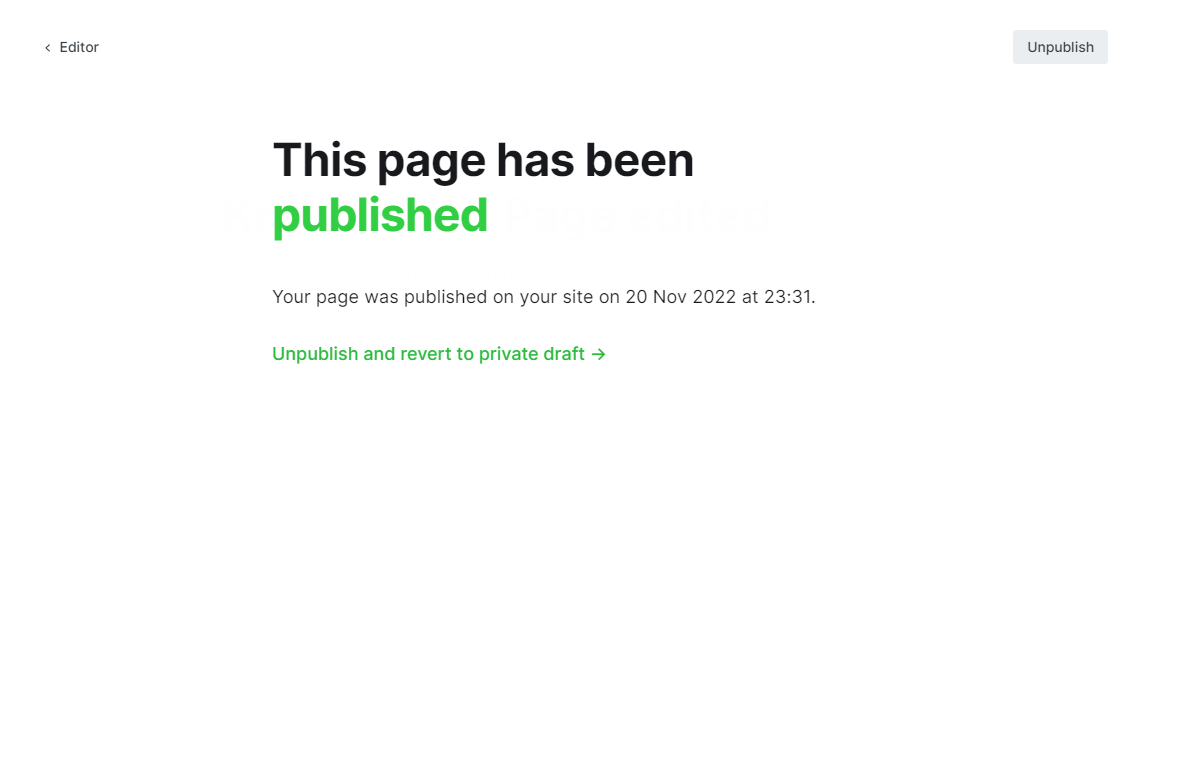 Editor
Unpublish
This page has been
published
Your page was published on your site on 20 Nov 2022 at 23:31.
Unpublish and revert to private draft →